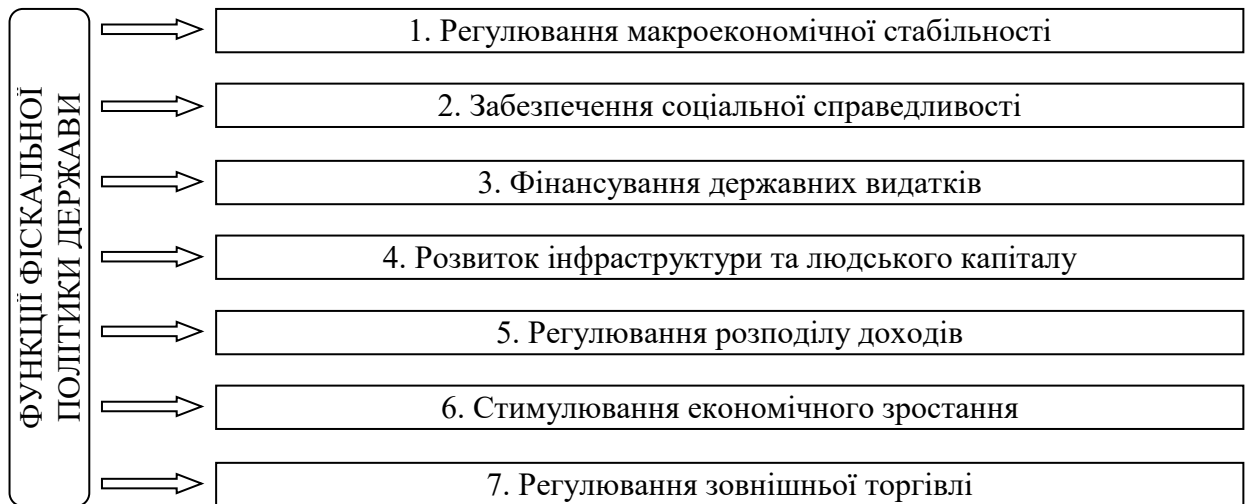 ФУНКЦІЇ ФІСКАЛЬНОЇ
ПОЛІТИКИ ДЕРЖАВИ
1. Регулювання макроекономічної стабільності
2. Забезпечення соціальної справедливості
3. Фінансування державних видатків
4. Розвиток інфраструктури та людського капіталу
5. Регулювання розподілу доходів
6. Стимулювання економічного зростання
7. Регулювання зовнішньої торгівлі